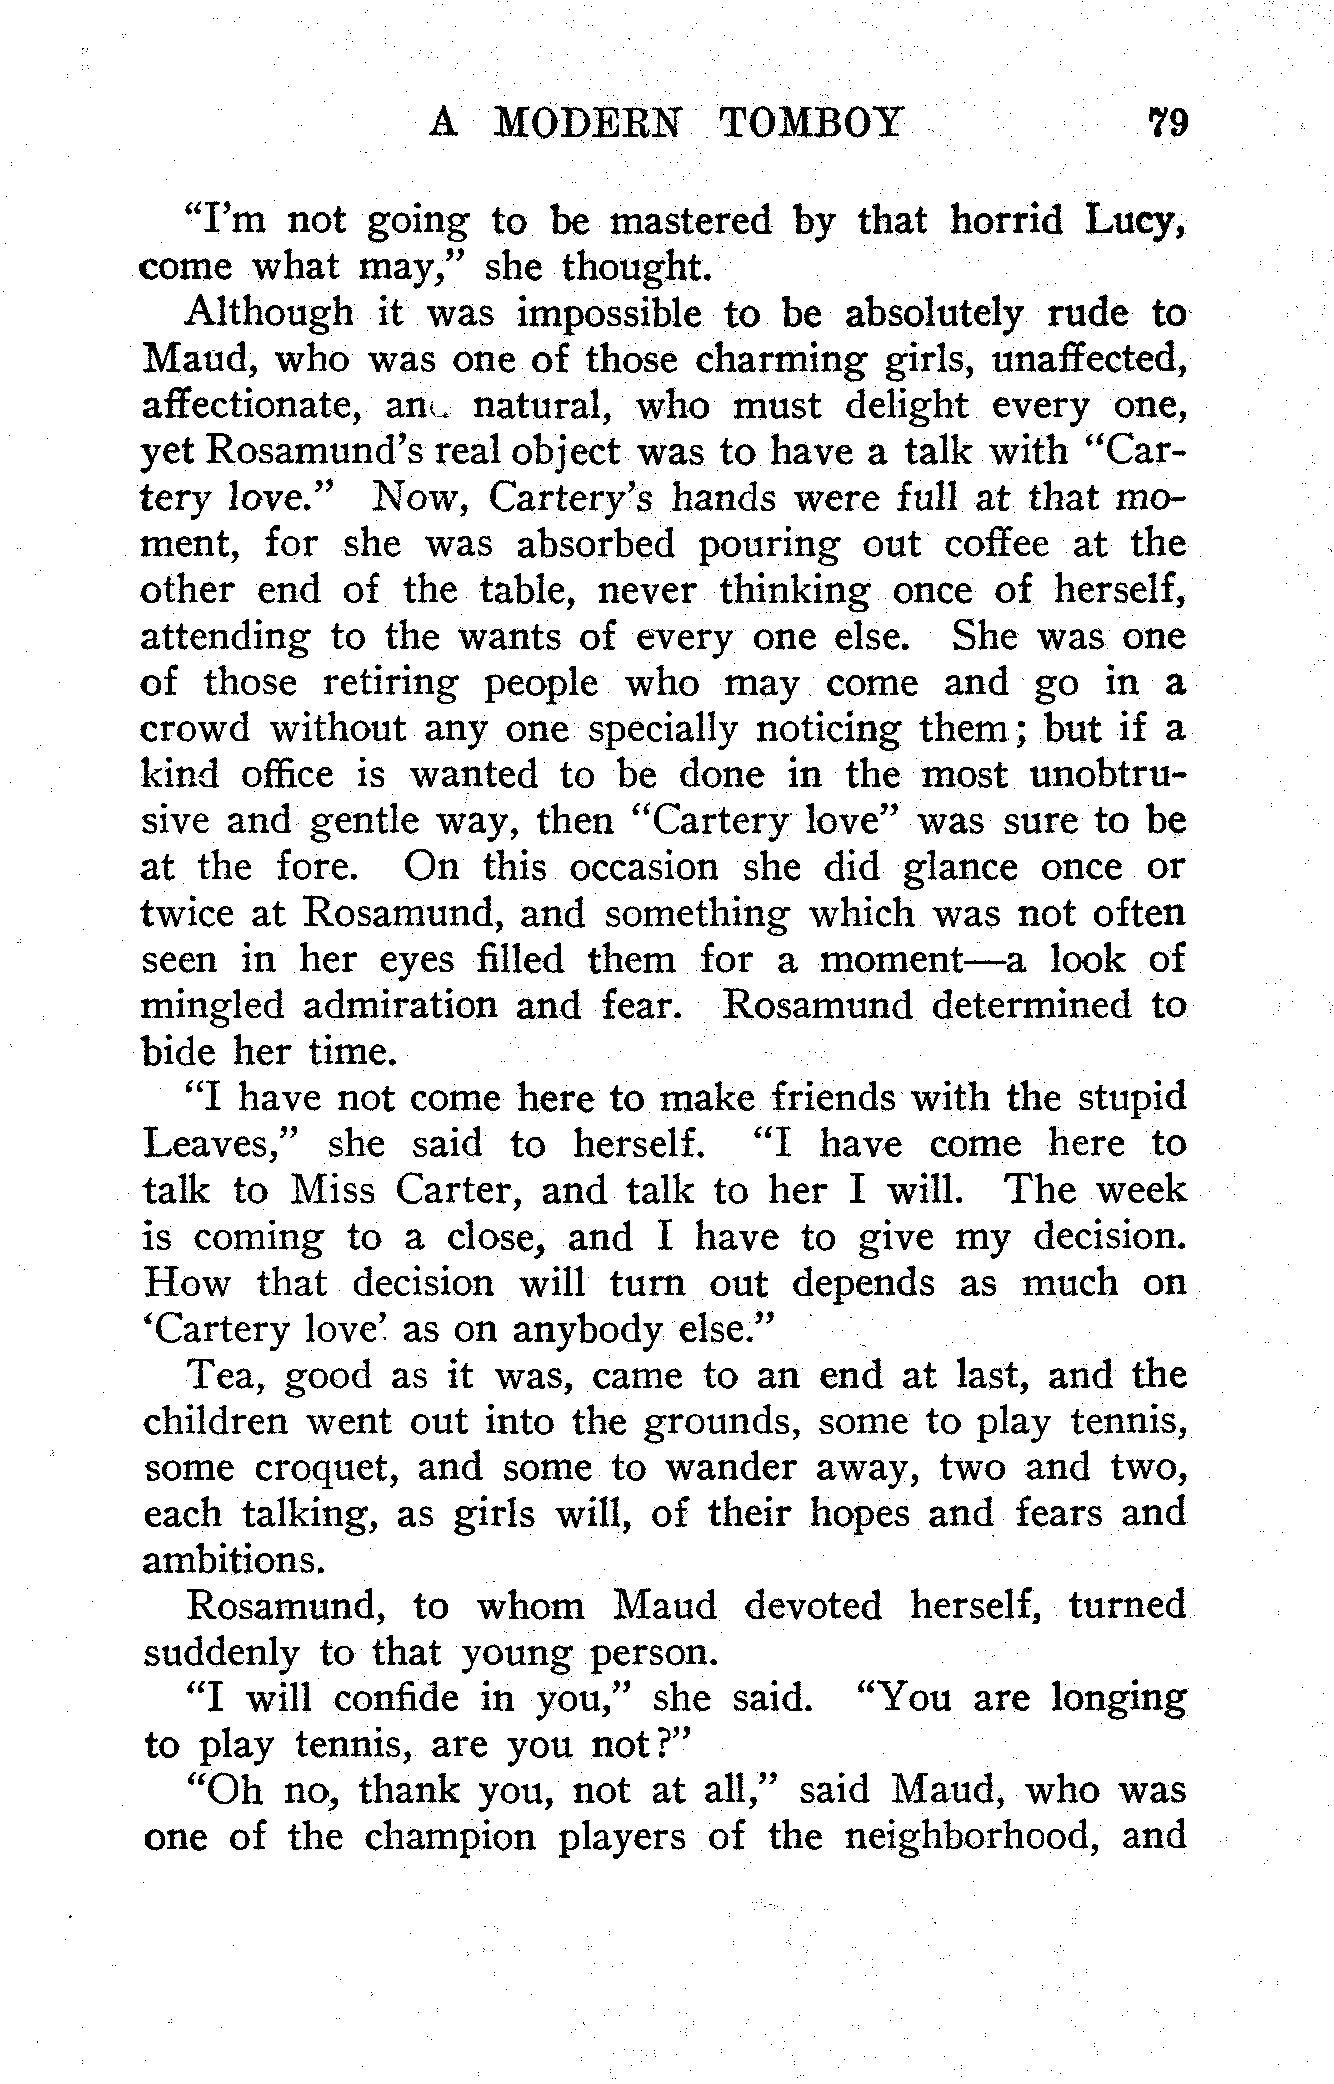 A MODERN TOMBOY 79
“I’m not going to be mastered by that horrid Lucy,
come what may,” she thought.
Although it was impossible to be absolutely rude to
Maud, who was one of those charming girls, unaffected,
affectionate, and natural, who must delight every one,
yet Rosamund’s real object was to have a talk with “Car-
tery love.” Now, Cartery’s hands were full at that mo-
ment, for she was absorbed pouring out coffee at the
other end of the table, never thinking once of herself,
attending to the wants of every one else. She was one
of those retiring people who may come and go in a
crowd without any one specially noticing them; but if a
kind office is wanted to be done in the most unobtru-
sive and gentle way, then “Cartery love” was sure to be
at the fore. On this occasion she did glance once or
twice at Rosamund, and something which was not often
seen in her eyes filled them for a moment—a look of
mingled admiration and fear. Rosamund determined to
bide her time.
“I have not come here to make friends with the stupid
Leaves,” she said to herself. “I have come here to
talk to Miss Carter, and talk to her I will. The week
is coming to a close, and I have to give my decision.
How that decision will turn out depends as much on
‘Cartery love’ as on anybody else.”
Tea, good as it was, came to an end at last, and the
children went out into the grounds, some to play tennis,
some croquet, and some to wander away, two and two,
each talking, as girls will, of their hopes and fears and
ambitions.
Rosamund, to whom Maud devoted herself, turned
suddenly to that young person.
“I will confide in you,” she said. “You are longing
to play tennis, are you not?”
“Oh no, thank you, not at all,” said Maud, who was
one of the champion players of the neighborhood, and